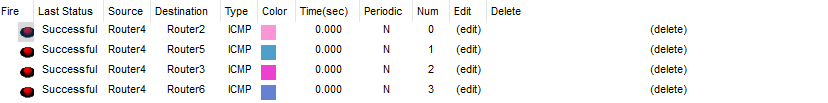 Fire Last Status Source Destination Type Color Time(sec) Periodic Num Edit Delete
Successful Router4 Router2 ICMP 0.000 N 0 (edit) (delete)
Successful Router4 Router5 ICMP 0.000 N 1 (edit) (delete)
Successful Router4 Router3 ICMP 0.000 N 2 (edit) (delete)
Successful Router4 Router6 ICMP 0.000 N 3 (edit) (delete)